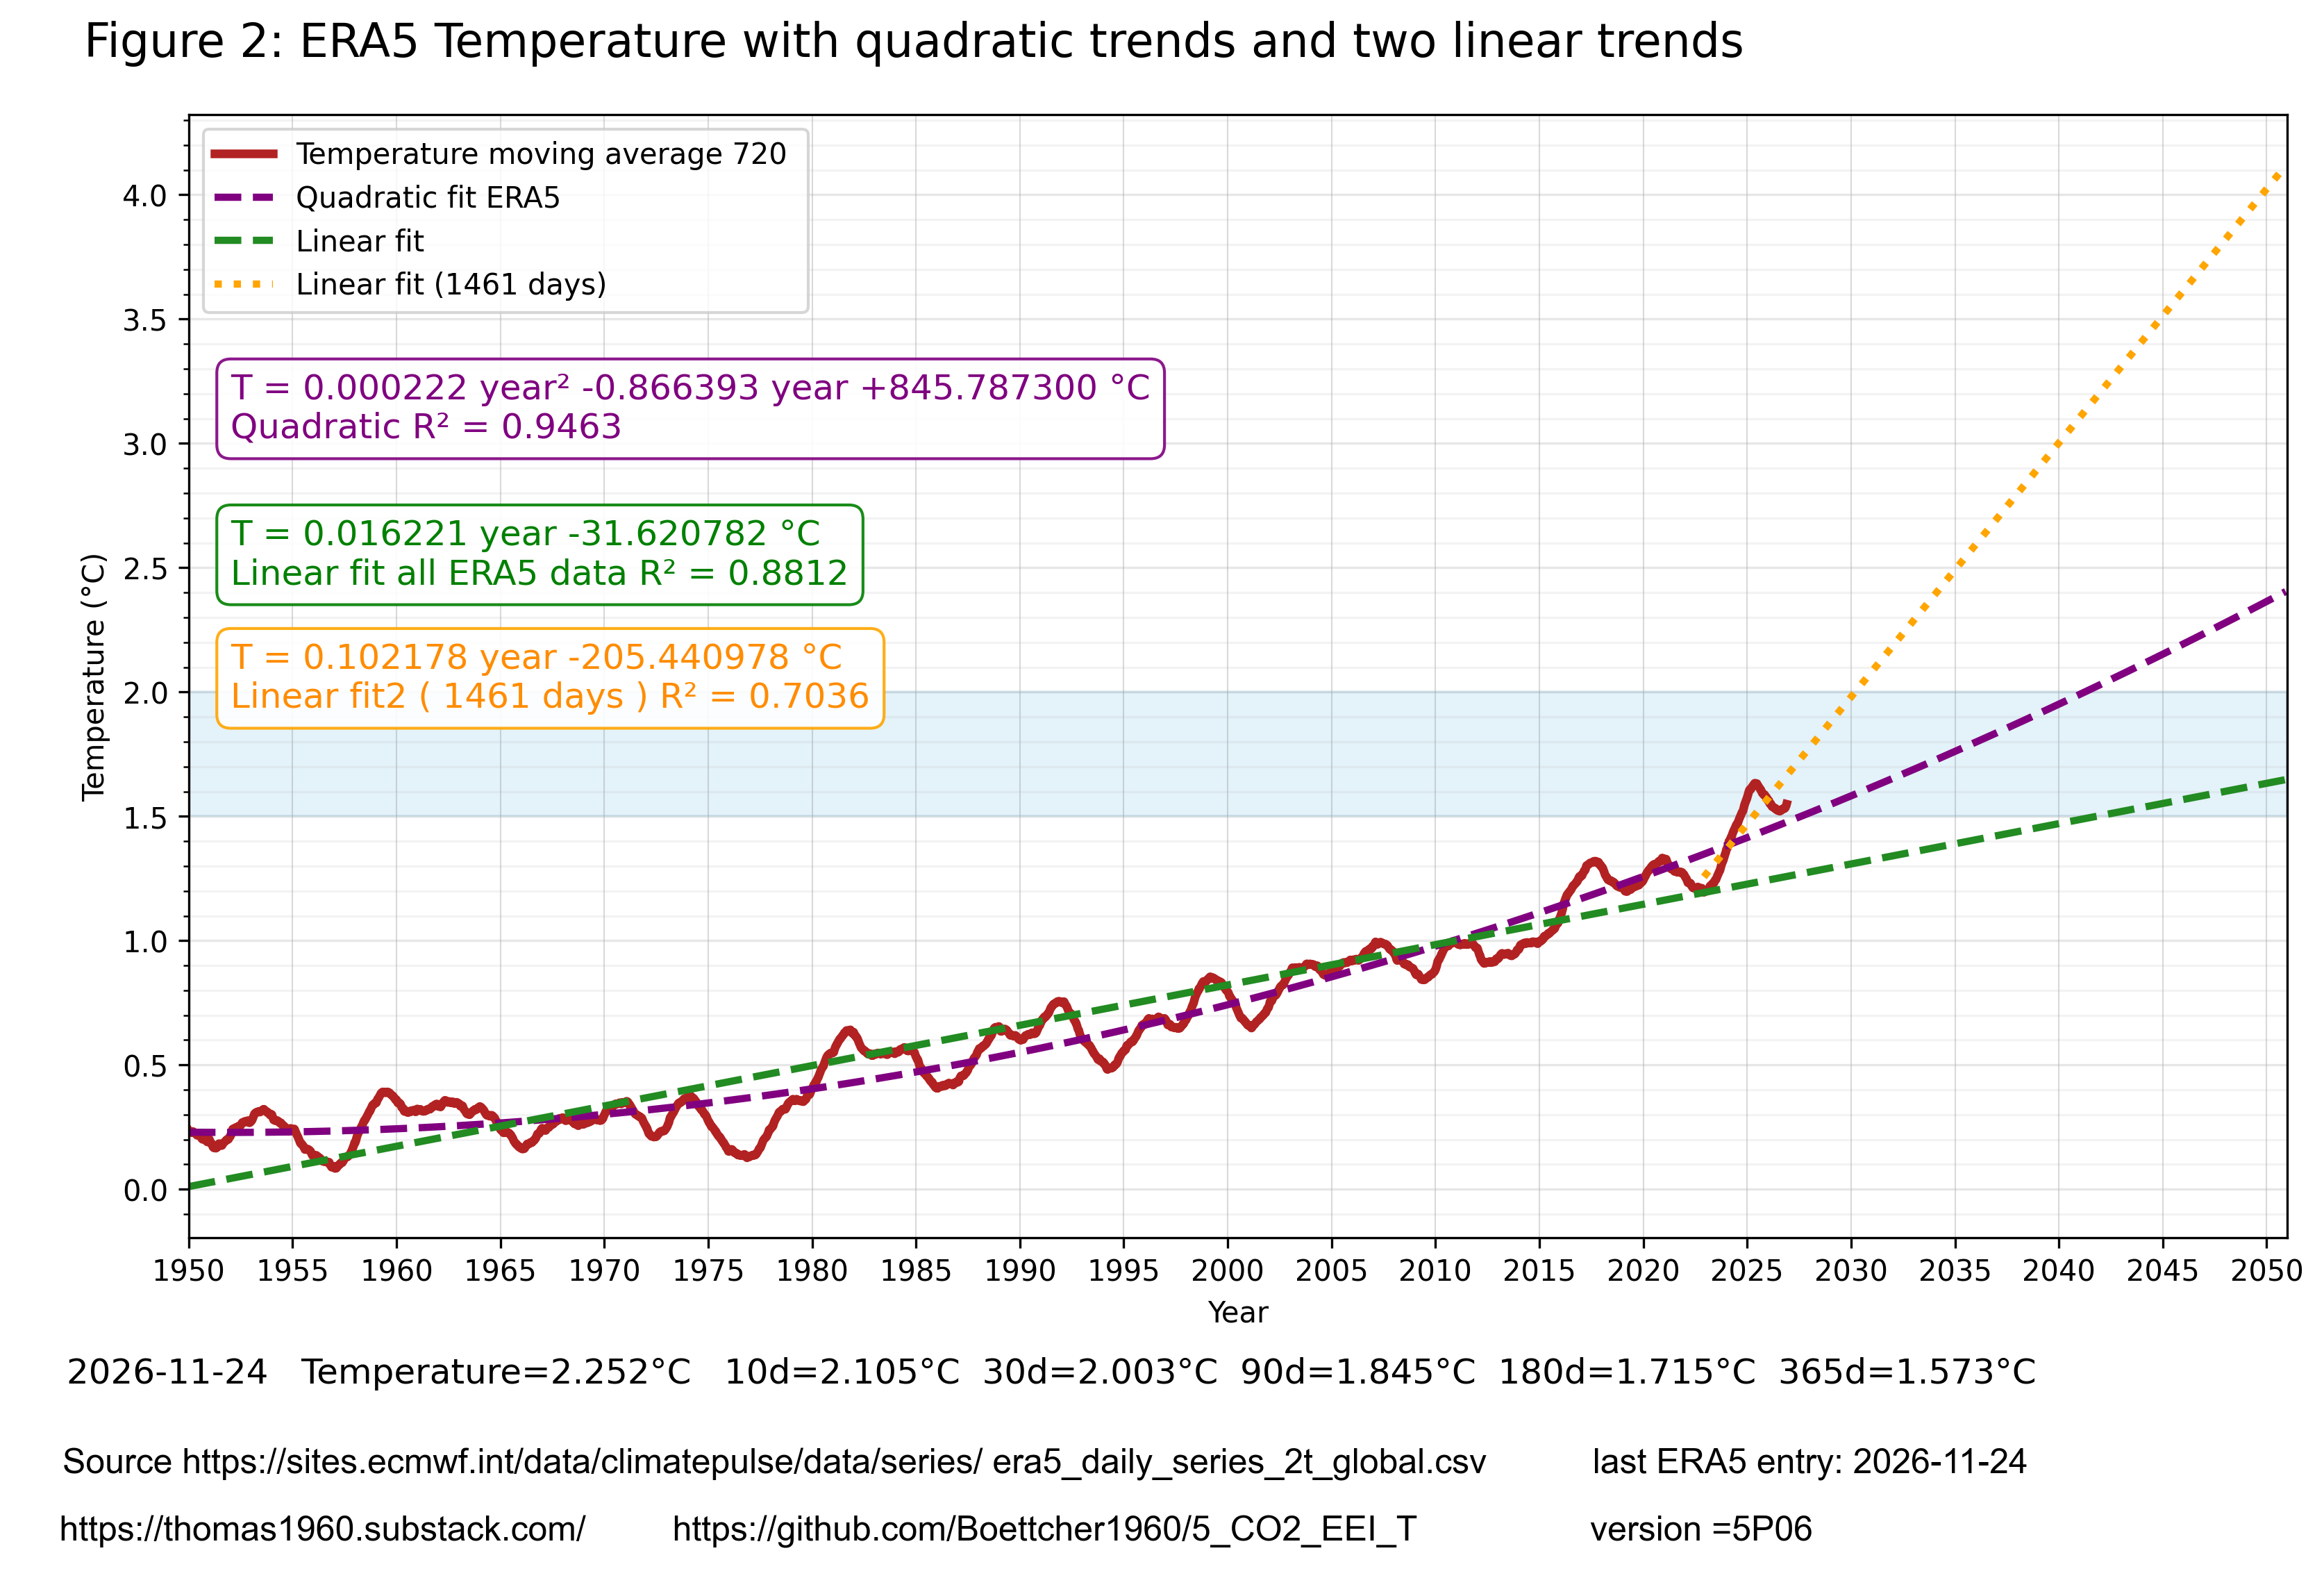 Figure 2: ERA5 Temperature with quadratic trends and two linear trends
Temperature moving average 720
Quadratic fit ERA5
Linear fit
Linear fit (1461 days)
T = 0.000222 year² -0.866393 year +845.787300 °C
Quadratic R² = 0.9463
T = 0.016221 year -31.620782 °C
Linear fit all ERA5 data R² = 0.8812
T = 0.102178 year -205.440978 °C
Linear fit2 ( 1461 days ) R² = 0.7036
Temperature (°C)
4.0
3.5
3.0
2.5
2.0
1.5
1.0
0.5
0.0
1950 1955 1960 1965 1970 1975 1980 1985 1990 1995 2000 2005 2010 2015 2020 2025 2030 2035 2040 2045 2050
Year
2026-11-24 Temperature=2.252°C 10d=2.105°C 30d=2.003°C 90d=1.845°C 180d=1.715°C 365d=1.573°C
Source https://sites.ecmwf.int/data/climatepulse/data/series/ era5_daily_series_2t_global.csv last ERA5 entry: 2026-11-24
https://thomas1960.substack.com/ https://github.com/Boettcher1960/5_CO2_EEI_T version =5P06